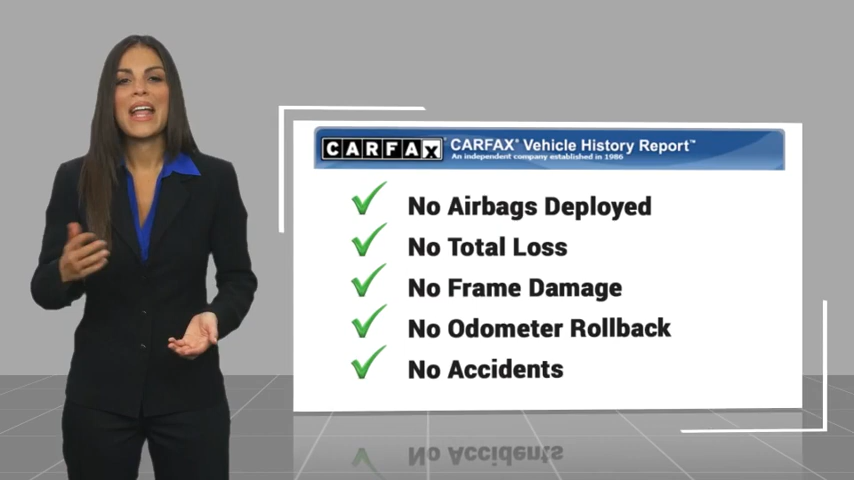 CARFAX
CARFAX® Vehicle History Report™
An independent company established in 1986
No Airbags Deployed
No Total Loss
No Frame Damage
No Odometer Rollback
No Accidents
No Accidents